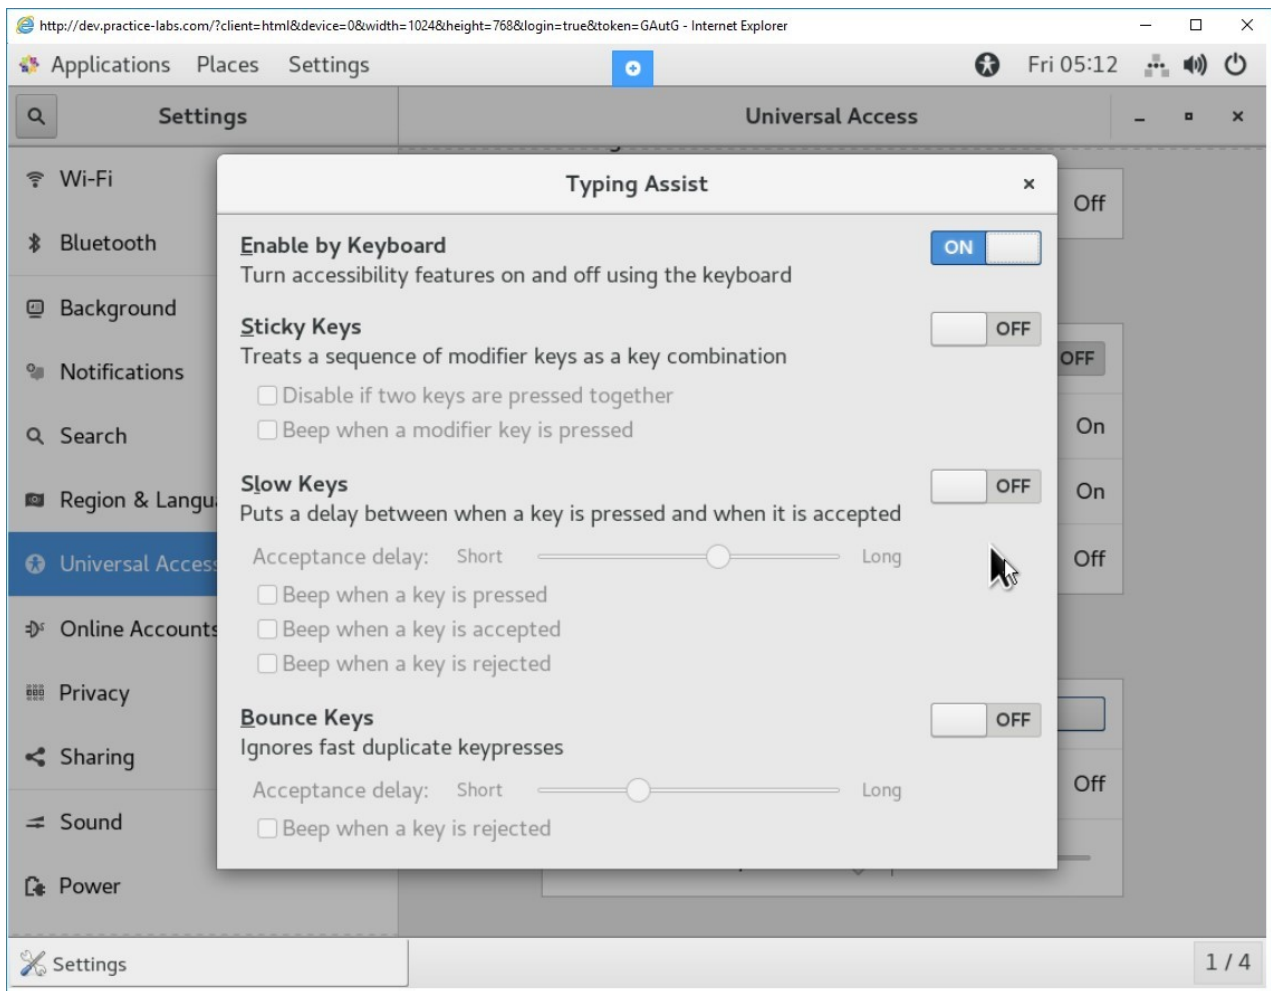 http://dev.practice-labs.com/?client=html&device=0&width=1024&height=768&login=true&token=GAutG - Internet Explorer
Applications Places Settings Fri 05:12
Settings Universal Access
Wi-Fi
Bluetooth
Background
Notifications
Search
Region & Langua
Universal Access
Online Accounts
Privacy
Sharing
Sound
Power
Typing Assist
Enable by Keyboard ON
Turn accessibility features on and off using the keyboard
Sticky Keys OFF
Treats a sequence of modifier keys as a key combination
Disable if two keys are pressed together
Beep when a modifier key is pressed
Slow Keys OFF
Puts a delay between when a key is pressed and when it is accepted
Acceptance delay: Short Long
Beep when a key is pressed
Beep when a key is accepted
Beep when a key is rejected
Bounce Keys OFF
Ignores fast duplicate keypresses
Acceptance delay: Short Long
Beep when a key is rejected
Off
OFF
On
On
Off
Off
Settings 1 / 4